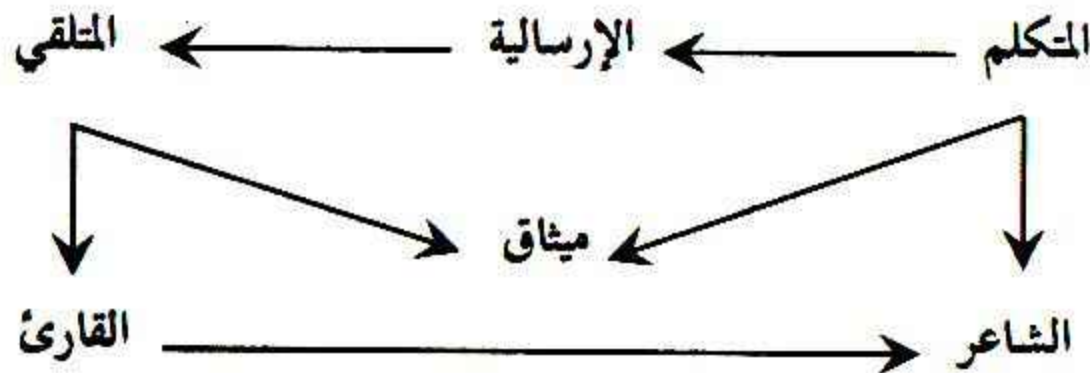 المتكلم الإرسالية المتلقي
ميثاق
الشاعر القارئ